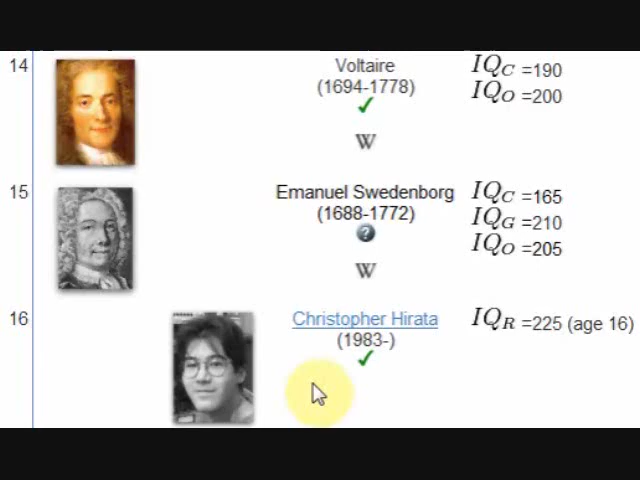 14
Voltaire
(1694-1778)
✓
W
IQC =190
IQO =200
15
Emanuel Swedenborg
(1688-1772)
?
W
IQC =165
IQG =210
IQO =205
16
Christopher Hirata
(1983-)
✓
IQR =225 (age 16)